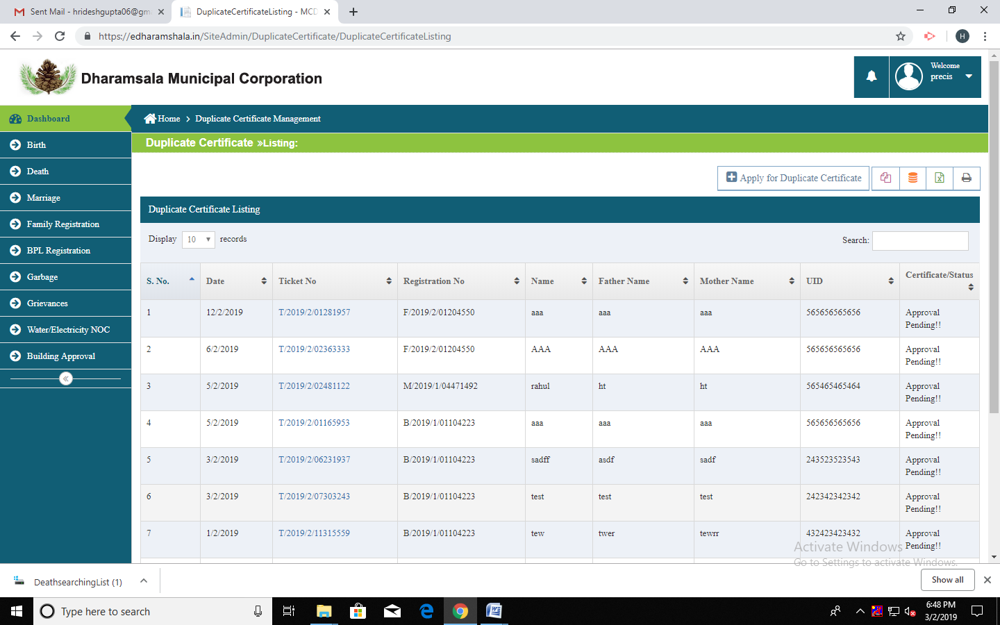 Sent Mail - hrideshgupta06@gm
DuplicateCertificateListing - MCD
https://edharamshala.in/SiteAdmin/DuplicateCertificate/DuplicateCertificateListing
H
Dharamsala Municipal Corporation
Welcome
precis
Dashboard
Birth
Death
Marriage
Family Registration
BPL Registration
Garbage
Grievances
Water/Electricity NOC
Building Approval
Home > Duplicate Certificate Management
Duplicate Certificate »Listing:
Apply for Duplicate Certificate
Duplicate Certificate Listing
Display 10 records
Search:
S. No. Date Ticket No Registration No Name Father Name Mother Name UID Certificate/Status
1 12/2/2019 T/2019/2/01281957 F/2019/2/01204550 aaa aaa aaa 565656565656 Approval
Pending!!
2 6/2/2019 T/2019/2/02363333 F/2019/2/01204550 AAA AAA AAA 565656565656 Approval
Pending!!
3 5/2/2019 T/2019/2/02481122 M/2019/1/04471492 rahul ht ht 565465465464 Approval
Pending!!
4 5/2/2019 T/2019/2/01165953 B/2019/1/01104223 aaa aaa aaa 565656565656 Approval
Pending!!
5 3/2/2019 T/2019/2/06231937 B/2019/1/01104223 sadff asdf sadf 243523523543 Approval
Pending!!
6 3/2/2019 T/2019/2/07303243 B/2019/1/01104223 test test test 242342342342 Approval
Pending!!
7 1/2/2019 T/2019/2/11315559 B/2019/1/01104223 tew twer tewrr 432423423432 Approval
Pending!!
Activate Windows
Go to Settings to activate Windows.
DeathsearchingList (1)
Show all
Type here to search
6:48 PM
3/2/2019